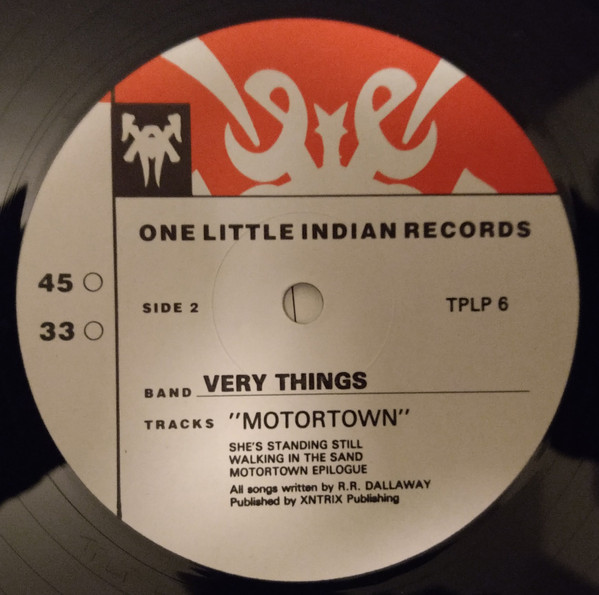 ONE LITTLE INDIAN RECORDS
45
33
SIDE 2
TPLP 6
BAND VERY THINGS
TRACKS "MOTORTOWN"
SHE'S STANDING STILL
WALKING IN THE SAND
MOTORTOWN EPILOGUE
All songs written by R.R. DALLAWAY
Published by XNTRIX Publishing